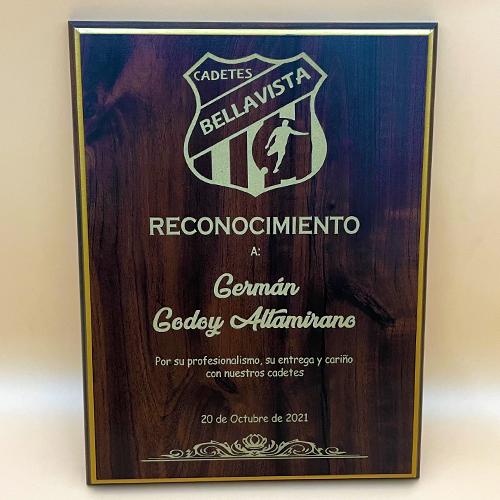 CADETES
BELLAVISTA
RECONOCIMIENTO
A:
Germán
Godoy Altamirano
Por su profesionalismo, su entrega y cariño
con nuestros cadetes
20 de Octubre de 2021